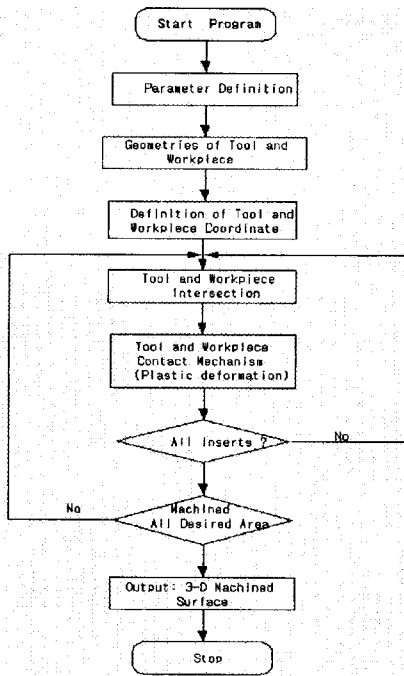 Start Program
Parameter Definition
Geometries of Tool and
Workpiece
Definition of Tool and
Workpiece Coordinate
Tool and Workpiece
Intersection
Tool and Workpiece
Contact Mechanism
(Plastic deformation)
All Inserts ?
No
No
Machined
All Desired Area
Output: 3-D Machined
Surface
Stop